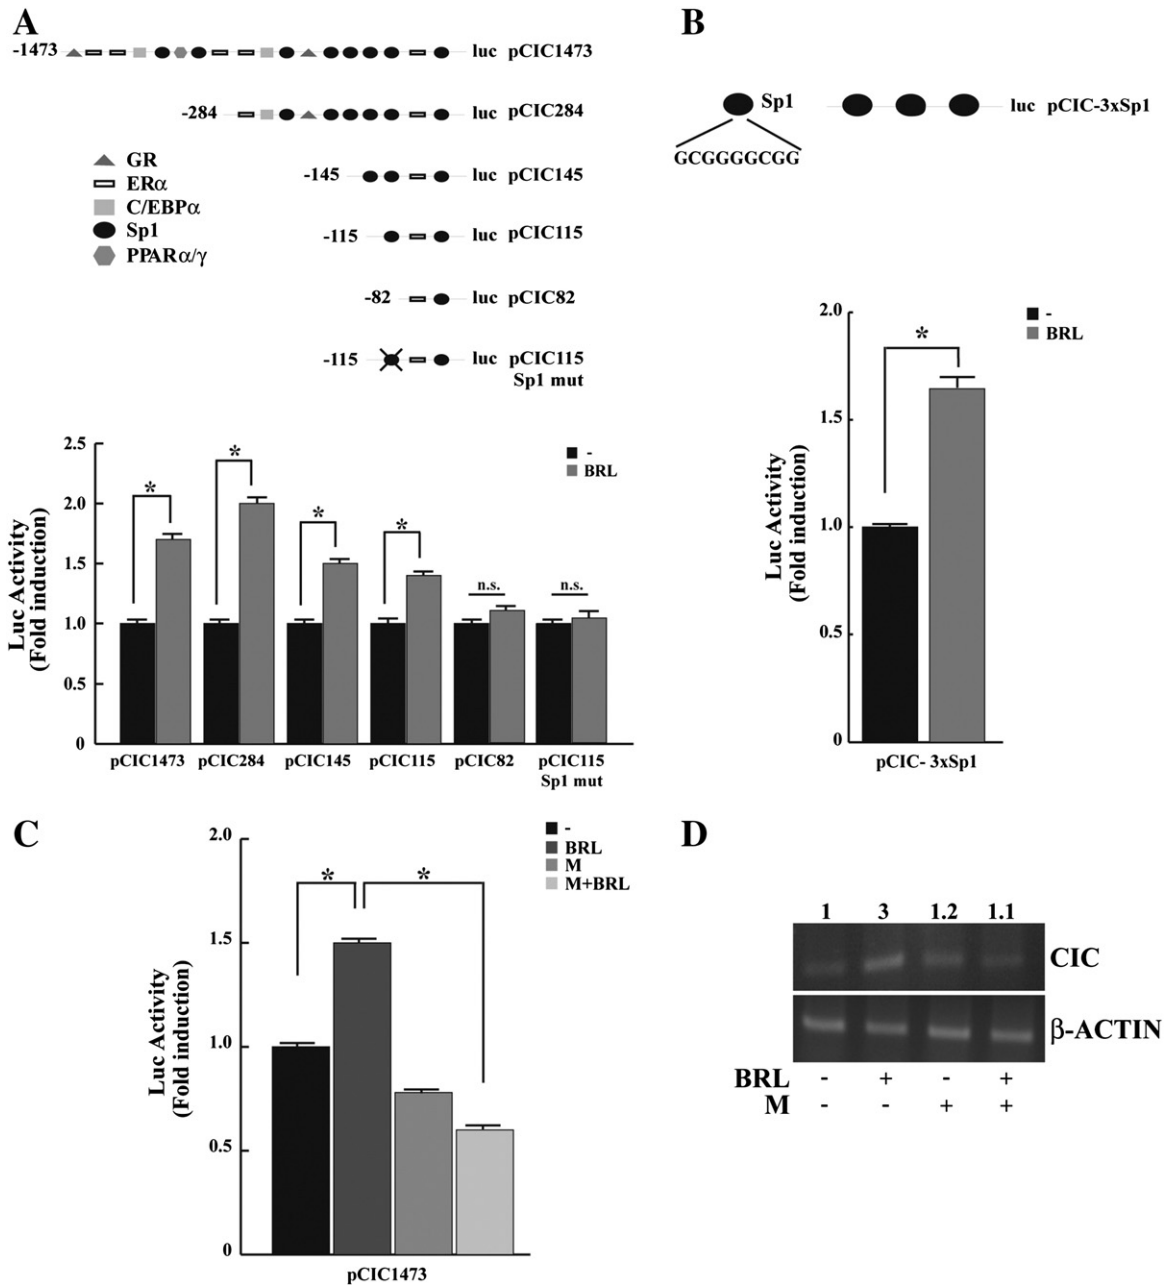 A
-1473 luc pCIC1473
-284 luc pCIC284
GR
ERα
C/EBPα
Sp1
PPARα/γ
-145 luc pCIC145
-115 luc pCIC115
-82 luc pCIC82
-115 luc pCIC115
Sp1 mut
Luc Activity
(Fold induction)
2.5
2.0
1.5
1.0
0.5
0
-
BRL
*
*
*
*
n.s.
n.s.
pCIC1473 pCIC284 pCIC145 pCIC115 pCIC82 pCIC115
Sp1 mut
B
Sp1 luc pCIC-3xSp1
GCGGGGCGG
Luc Activity
(Fold induction)
2.0
1.5
1.0
0.5
0
-
BRL
*
pCIC- 3xSp1
C
Luc Activity
(Fold induction)
2.0
1.5
1.0
0.5
0
-
BRL
M
M+BRL
* *
pCIC1473
D
1 3 1.2 1.1
CIC
β-ACTIN
BRL - + - +
M - - + +